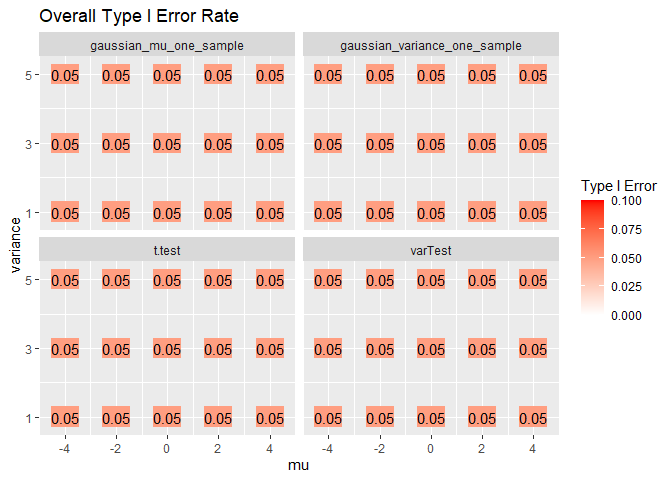 Overall Type I Error Rate
gaussian_mu_one_sample gaussian_variance_one_sample
5 0.05 0.05 0.05 0.05 0.05 0.05 0.05 0.05 0.05 0.05
3 0.05 0.05 0.05 0.05 0.05 0.05 0.05 0.05 0.05 0.05
1 0.05 0.05 0.05 0.05 0.05 0.05 0.05 0.05 0.05 0.05
t.test varTest
5 0.05 0.05 0.05 0.05 0.05 0.05 0.05 0.05 0.05 0.05
3 0.05 0.05 0.05 0.05 0.05 0.05 0.05 0.05 0.05 0.05
1 0.05 0.05 0.05 0.05 0.05 0.05 0.05 0.05 0.05 0.05
-4 -2 0 2 4 -4 -2 0 2 4
mu
variance
Type I Error
0.100
0.075
0.050
0.025
0.000